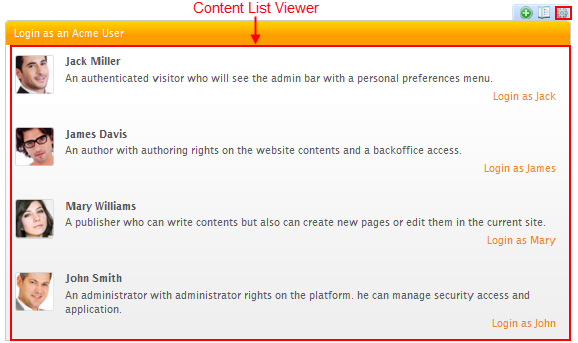 Content List Viewer
Login as an Acme User
Jack Miller
An authenticated visitor who will see the admin bar with a personal preferences menu.
Login as Jack
James Davis
An author with authoring rights on the website contents and a backoffice access.
Login as James
Mary Williams
A publisher who can write contents but also can create new pages or edit them in the current site.
Login as Mary
John Smith
An administrator with administrator rights on the platform. he can manage security access and
application.
Login as John